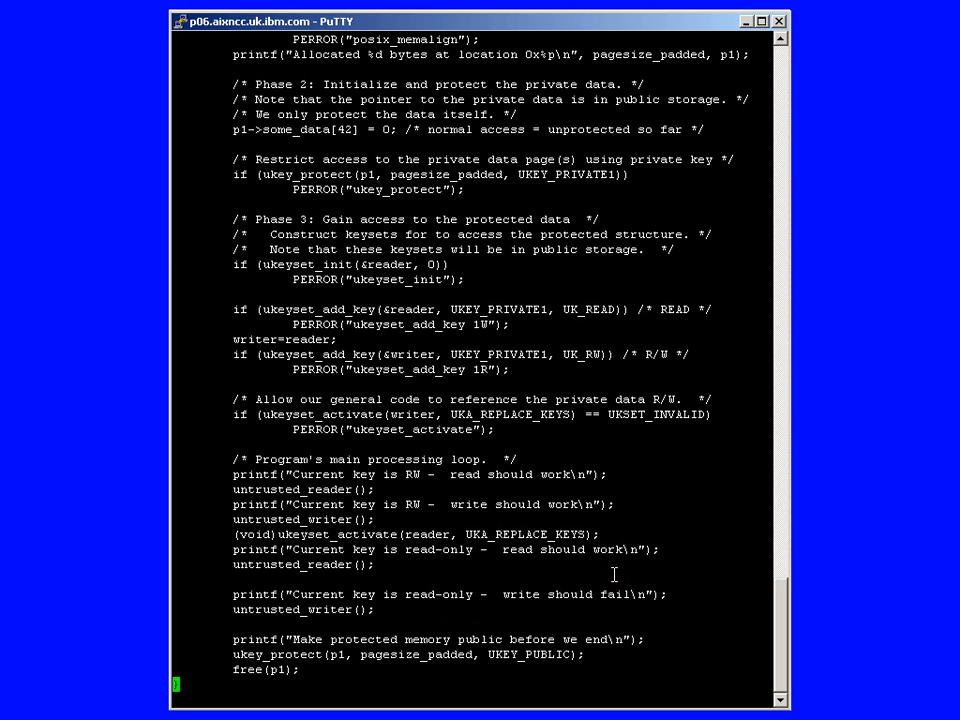 p06.aixncc.uk.ibm.com - PuTTY
PERROR("posix_memalign");
printf("Allocated %d bytes at location 0x%p\n", pagesize_padded, p1);
/* Phase 2: Initialize and protect the private data. */
/* Note that the pointer to the private data is in public storage. */
/* We only protect the data itself. */
p1->some_data[42] = 0; /* normal access = unprotected so far */
/* Restrict access to the private data page(s) using private key */
if (ukey_protect(p1, pagesize_padded, UKEY_PRIVATE1))
PERROR("ukey_protect");
/* Phase 3: Gain access to the protected data  */
/*   Construct keysets for to access the protected structure. */
/*   Note that these keysets will be in public storage.  */
if (ukeyset_init(&reader, 0))
PERROR("ukeyset_init");
if (ukeyset_add_key(&reader, UKEY_PRIVATE1, UK_READ)) /* READ */
PERROR("ukeyset_add_key 1W");
writer=reader;
if (ukeyset_add_key(&writer, UKEY_PRIVATE1, UK_RW)) /* R/W */
PERROR("ukeyset_add_key 1R");
/* Allow our general code to reference the private data R/W.  */
if (ukeyset_activate(writer, UKA_REPLACE_KEYS) == UKSET_INVALID)
PERROR("ukeyset_activate");
/* Program's main processing loop.  */
printf("Current key is RW -  read should work\n");
untrusted_reader();
printf("Current key is RW -  write should work\n");
untrusted_writer();
(void)ukeyset_activate(reader, UKA_REPLACE_KEYS);
printf("Current key is read-only -  read should work\n");
untrusted_reader();
printf("Current key is read-only -  write should fail\n");
untrusted_writer();
printf("Make protected memory public before we end\n");
ukey_protect(p1, pagesize_padded, UKEY_PUBLIC);
free(p1);
}